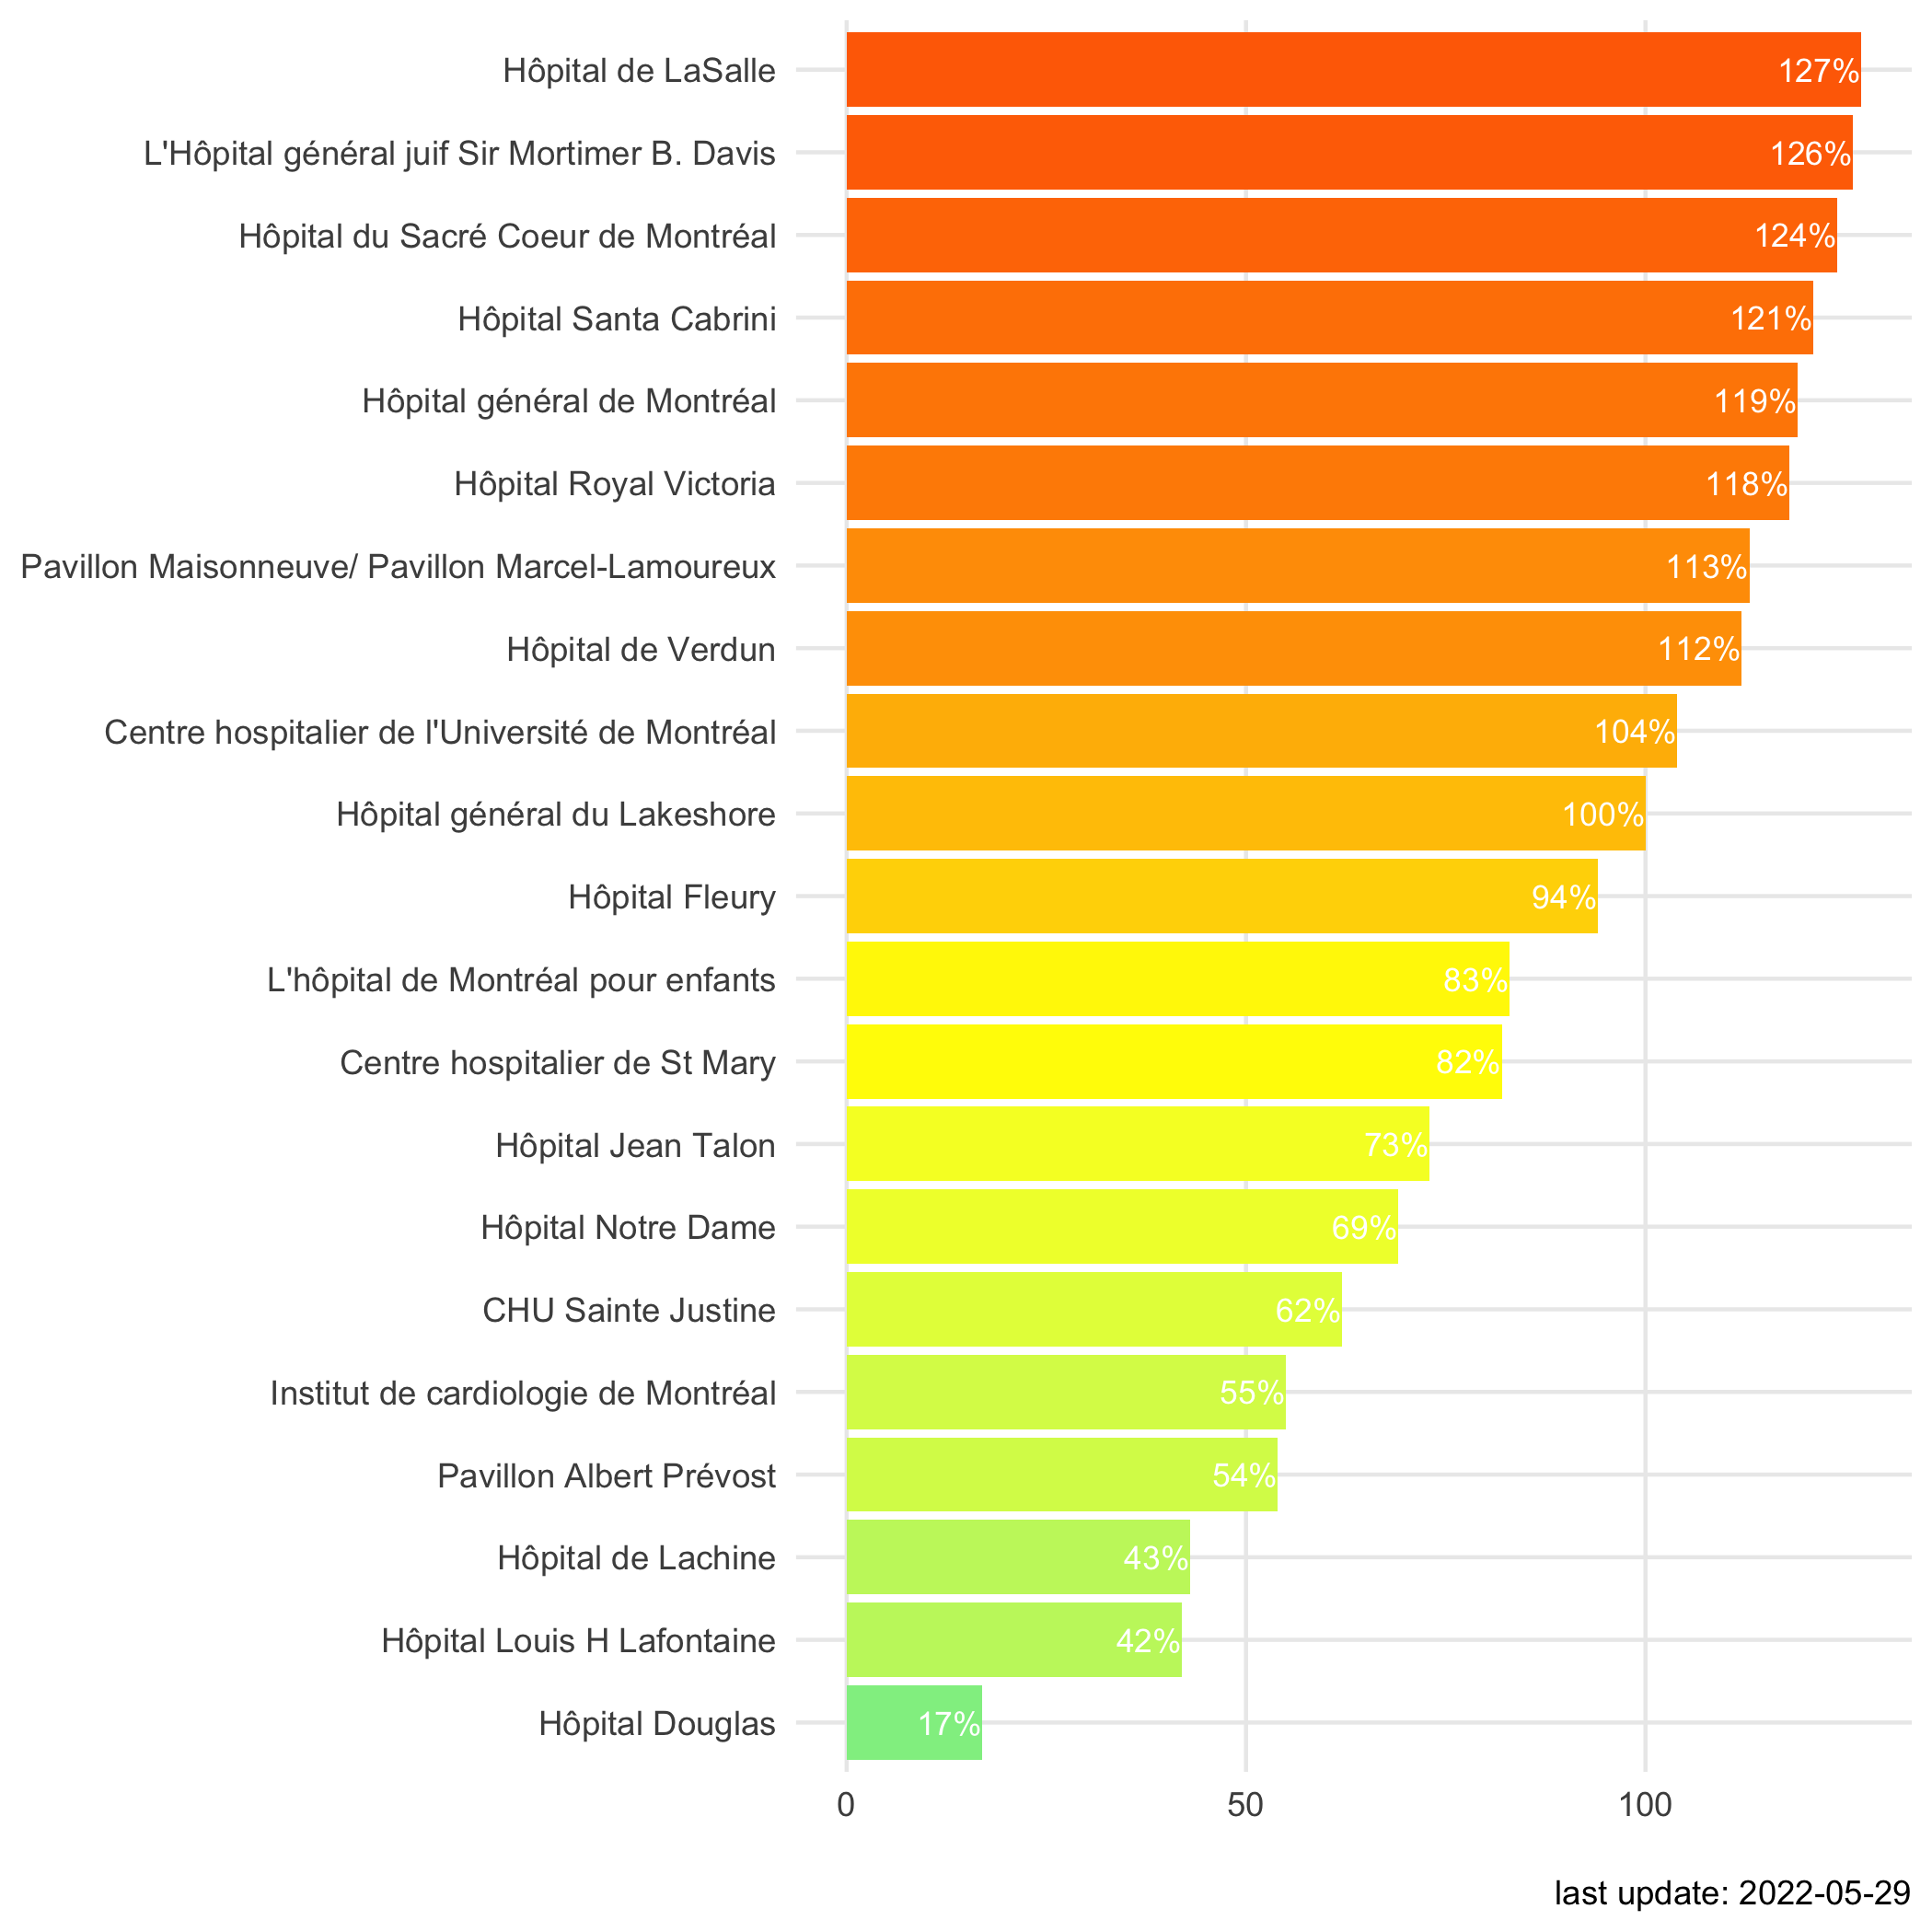 Hôpital de LaSalle 127%
L'Hôpital général juif Sir Mortimer B. Davis 126%
Hôpital du Sacré Coeur de Montréal 124%
Hôpital Santa Cabrini 121%
Hôpital général de Montréal 119%
Hôpital Royal Victoria 118%
Pavillon Maisonneuve/ Pavillon Marcel-Lamoureux 113%
Hôpital de Verdun 112%
Centre hospitalier de l'Université de Montréal 104%
Hôpital général du Lakeshore 100%
Hôpital Fleury 94%
L'hôpital de Montréal pour enfants 83%
Centre hospitalier de St Mary 82%
Hôpital Jean Talon 73%
Hôpital Notre Dame 69%
CHU Sainte Justine 62%
Institut de cardiologie de Montréal 55%
Pavillon Albert Prévost 54%
Hôpital de Lachine 43%
Hôpital Louis H Lafontaine 42%
Hôpital Douglas 17%
0 50 100
last update: 2022-05-29